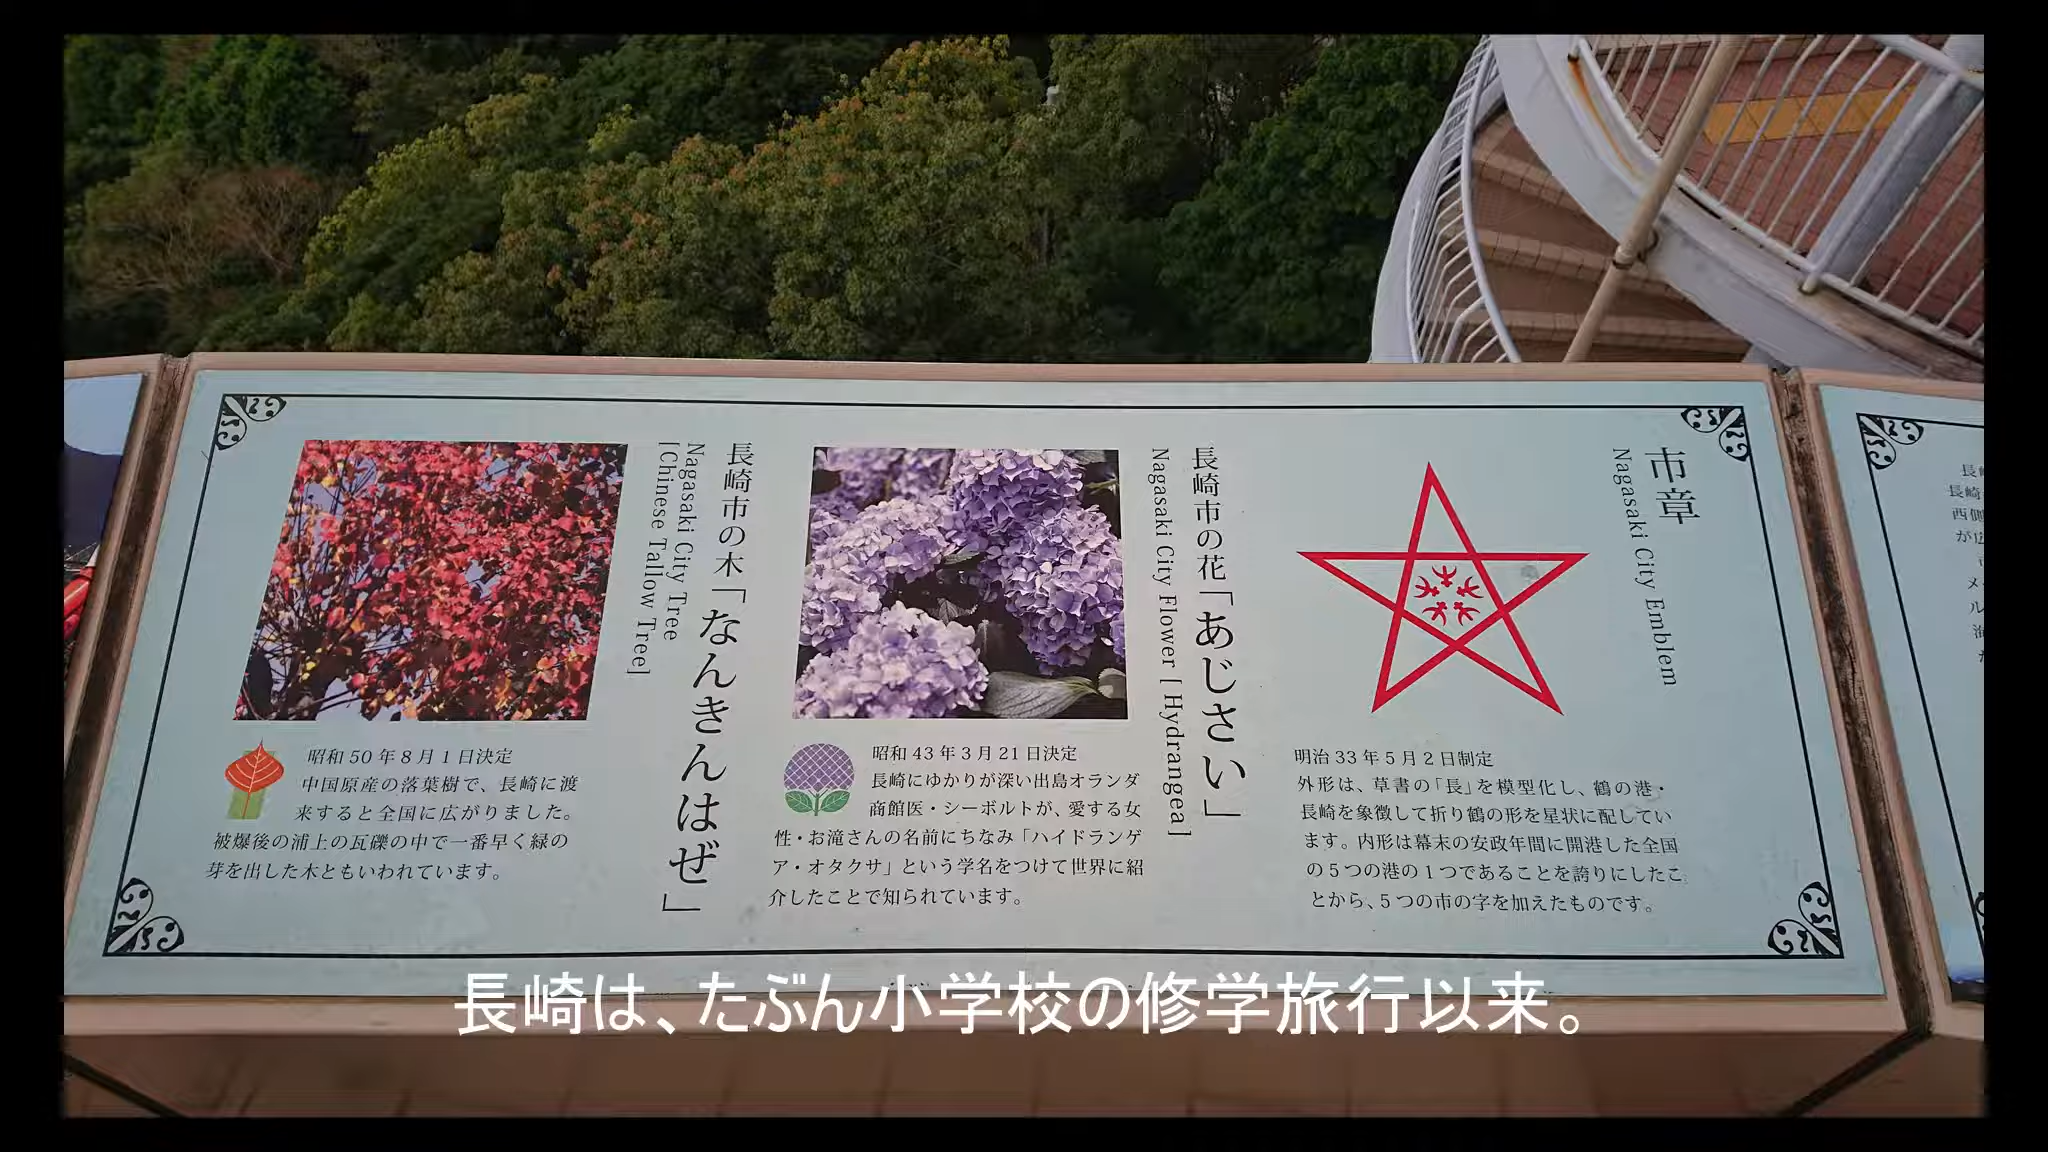 長崎市の木「なんきんはぜ」
Nagasaki City Tree
[Chinese Tallow Tree]
昭和50年8月1日決定
中国原産の落葉樹で、長崎に渡
来すると全国に広がりました。
被爆後の浦上の瓦礫の中で一番早く緑の
芽を出した木ともいわれています。
長崎市の花「あじさい」
Nagasaki City Flower [ Hydrangea]
昭和43年3月21日決定
長崎にゆかりが深い出島オランダ
商館医・シーボルトが、愛する女
性・お滝さんの名前にちなみ「ハイドランゲ
ア・オタクサ」という学名をつけて世界に紹
介したことで知られています。
市章
Nagasaki City Emblem
明治33年5月2日制定
外形は、草書の「長」を模型化し、鶴の港・
長崎を象徴して折り鶴の形を星状に配してい
ます。内形は幕末の安政年間に開港した全国
の5つの港の1つであることを誇りにしたこ
とから、5つの市の字を加えたものです。
長崎は、たぶん小学校の修学旅行以来。